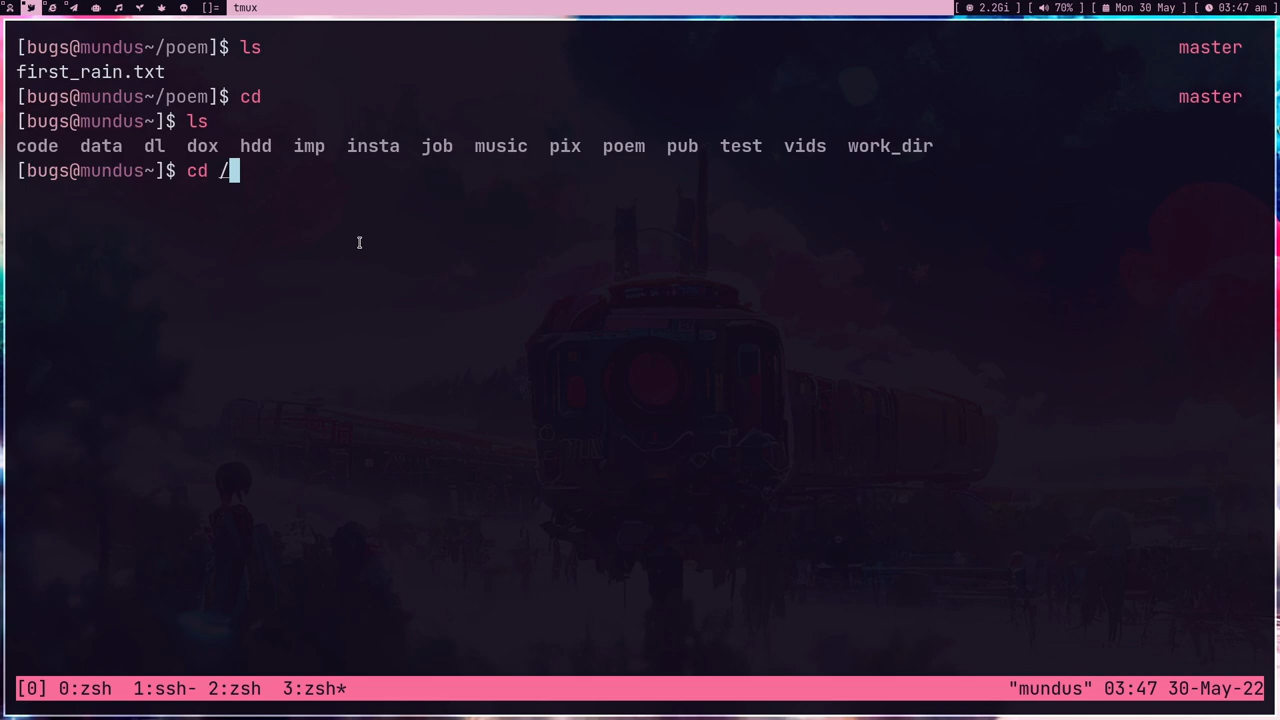 []= tmux [ 2.2Gi ] [ 70% ] [ Mon 30 May ] [ 03:47 am ]
[bugs@mundus~/poem]$ ls master
first_rain.txt
[bugs@mundus~/poem]$ cd master
[bugs@mundus~]$ ls
code data dl dox hdd imp insta job music pix poem pub test vids work_dir
[bugs@mundus~]$ cd /
[0] 0:zsh 1:ssh- 2:zsh 3:zsh* "mundus" 03:47 30-May-22